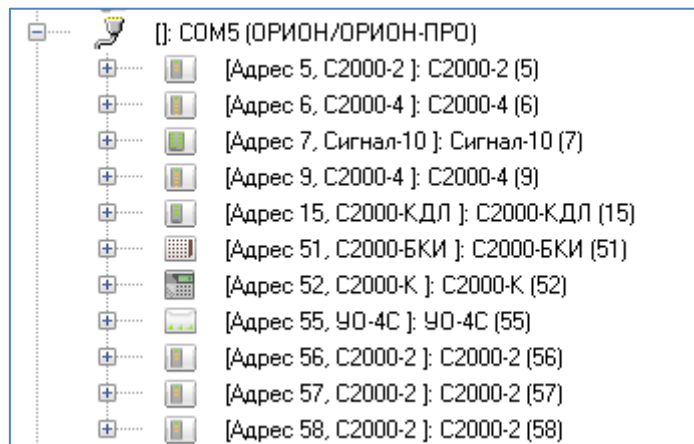 []: COM5 (ОРИОН/ОРИОН-ПРО)
[Адрес 5, С2000-2 ]: С2000-2 (5)
[Адрес 6, С2000-4 ]: С2000-4 (6)
[Адрес 7, Сигнал-10 ]: Сигнал-10 (7)
[Адрес 9, С2000-4 ]: С2000-4 (9)
[Адрес 15, С2000-КДЛ ]: С2000-КДЛ (15)
[Адрес 51, С2000-БКИ ]: С2000-БКИ (51)
[Адрес 52, С2000-К ]: С2000-К (52)
[Адрес 55, УО-4С ]: УО-4С (55)
[Адрес 56, С2000-2 ]: С2000-2 (56)
[Адрес 57, С2000-2 ]: С2000-2 (57)
[Адрес 58, С2000-2 ]: С2000-2 (58)